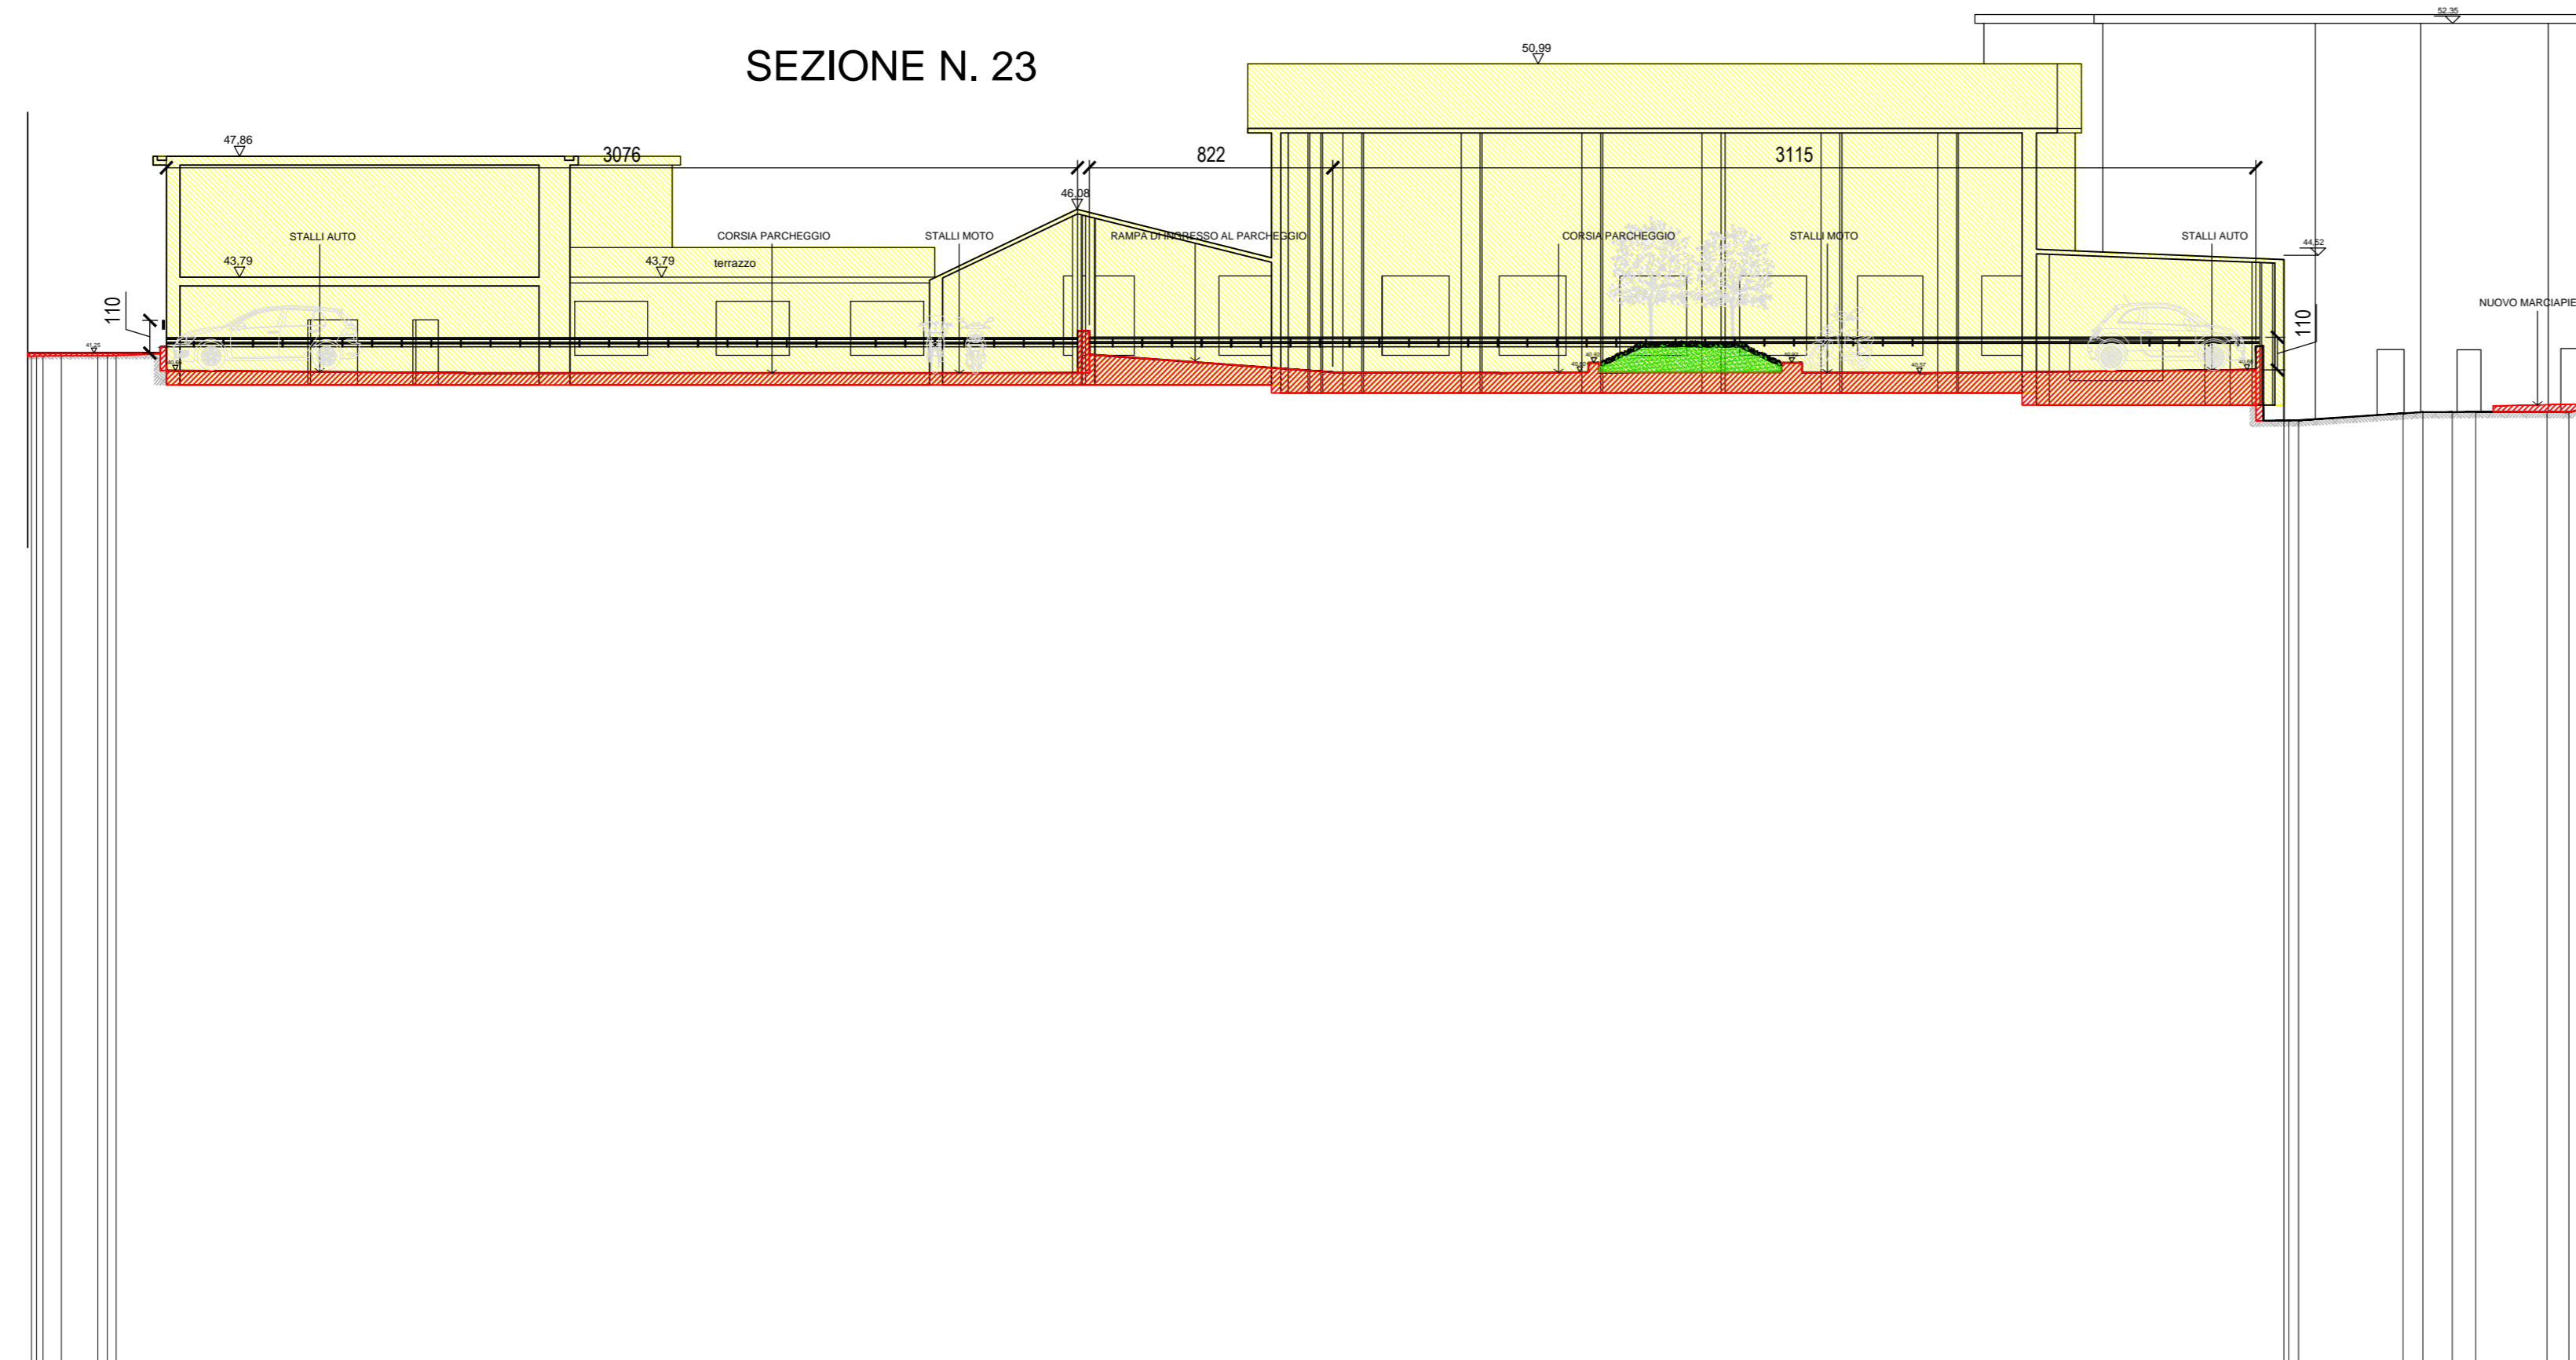 52,35
SEZIONE N. 23
50,99
47,86
3076
822
3115
46,08
STALLI AUTO
CORSIA PARCHEGGIO
STALLI MOTO
RAMPA DI INGRESSO AL PARCHEGGIO
CORSIA PARCHEGGIO
STALLI MOTO
STALLI AUTO
44,52
43,79
43,79
terrazzo
110
110
NUOVO MARCIAPIE
41,25